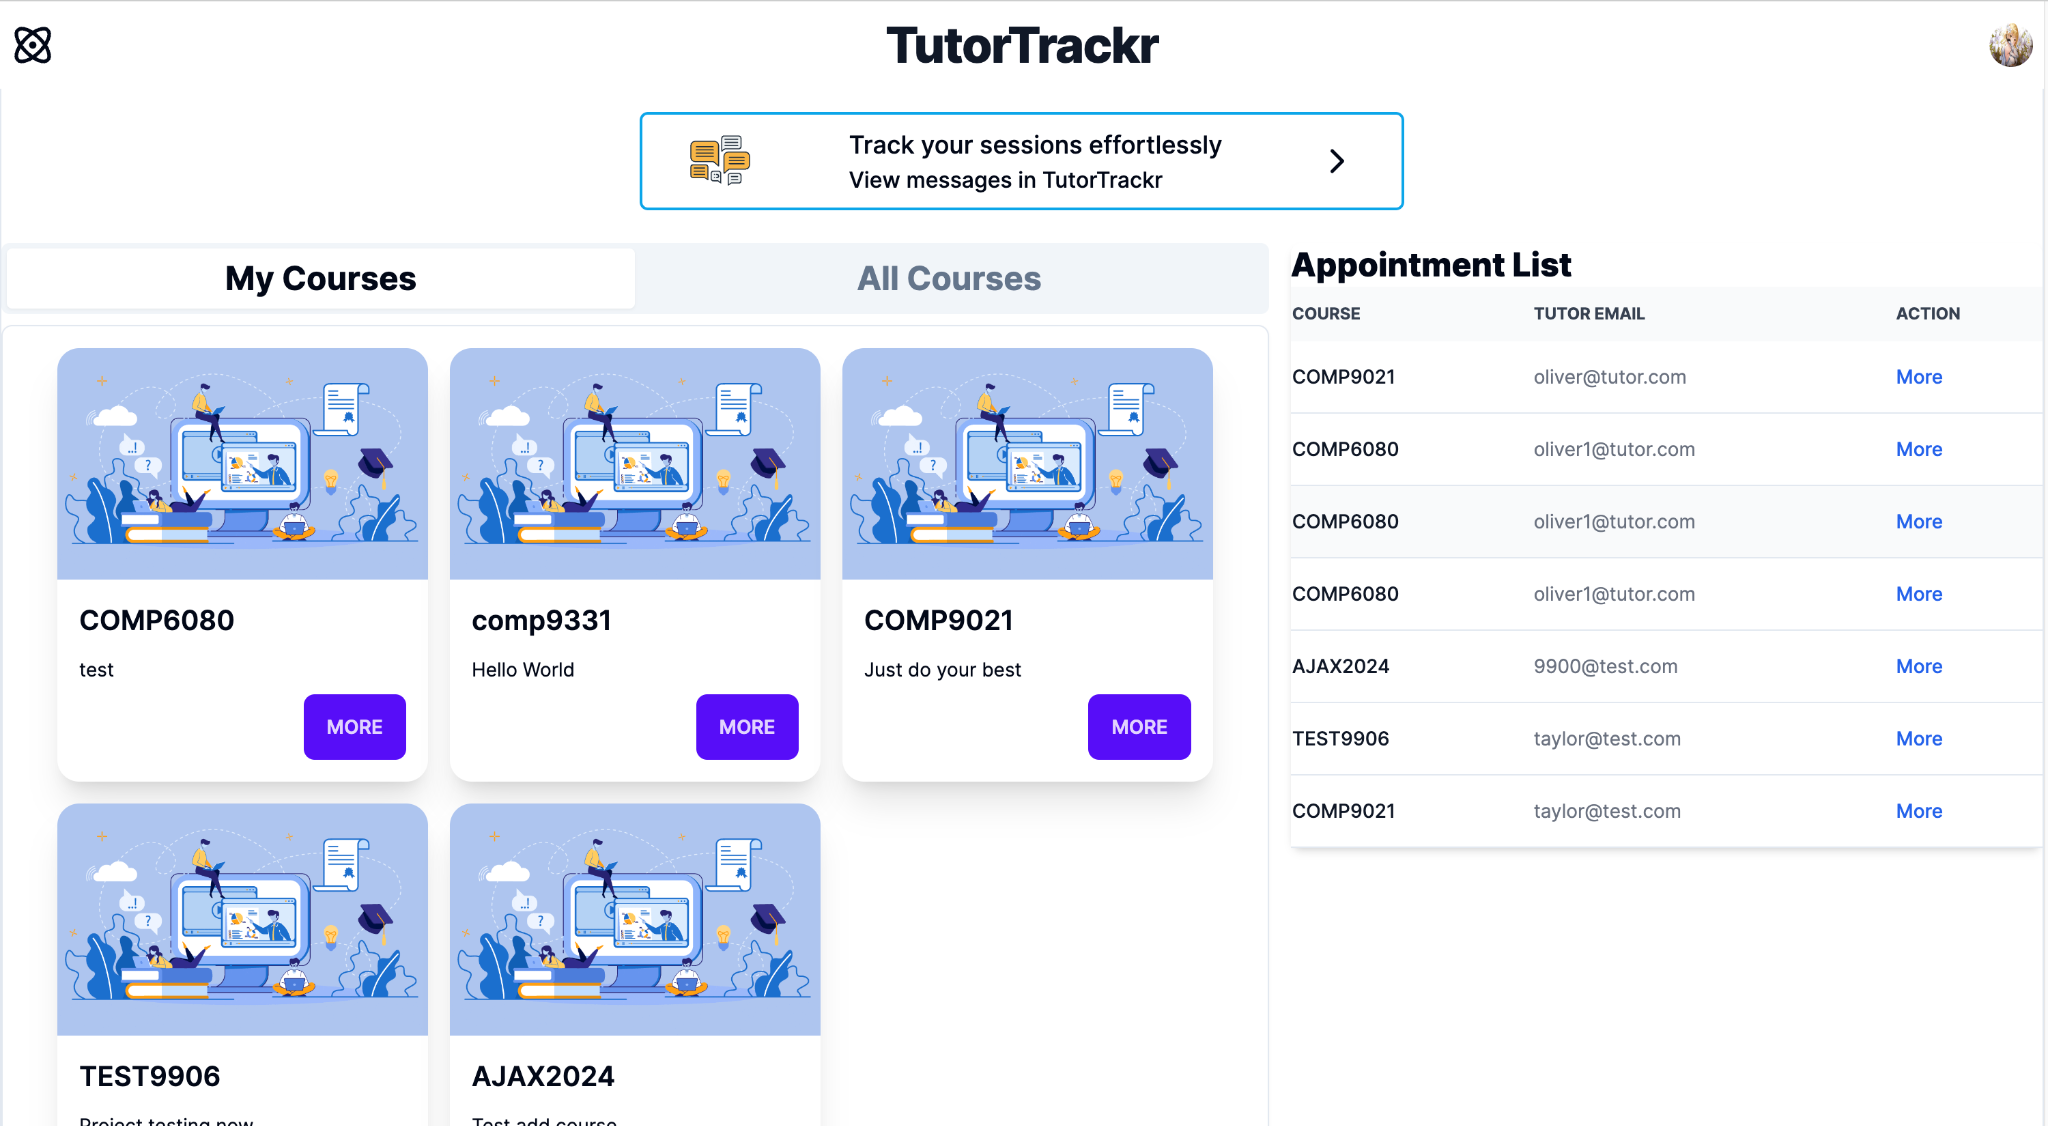 TutorTrackr
Track your sessions effortlessly
View messages in TutorTrackr
My Courses
All Courses
COMP6080
test
MORE
comp9331
Hello World
MORE
COMP9021
Just do your best
MORE
TEST9906
Project testing now
AJAX2024
Test add course
Appointment List
COURSE TUTOR EMAIL ACTION
COMP9021 oliver@tutor.com More
COMP6080 oliver1@tutor.com More
COMP6080 oliver1@tutor.com More
COMP6080 oliver1@tutor.com More
AJAX2024 9900@test.com More
TEST9906 taylor@test.com More
COMP9021 taylor@test.com More